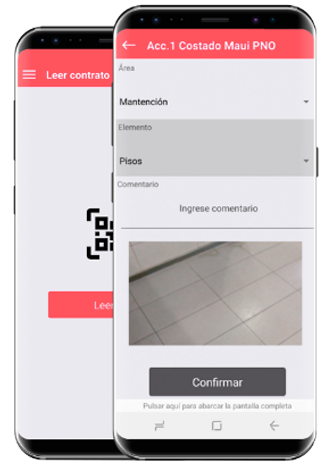 Leer contrato
Leer
Acc.1 Costado Maui PNO
Área
Mantención
Elemento
Pisos
Comentario
Ingrese comentario
Confirmar
Pulsar aquí para abarcar la pantalla completa